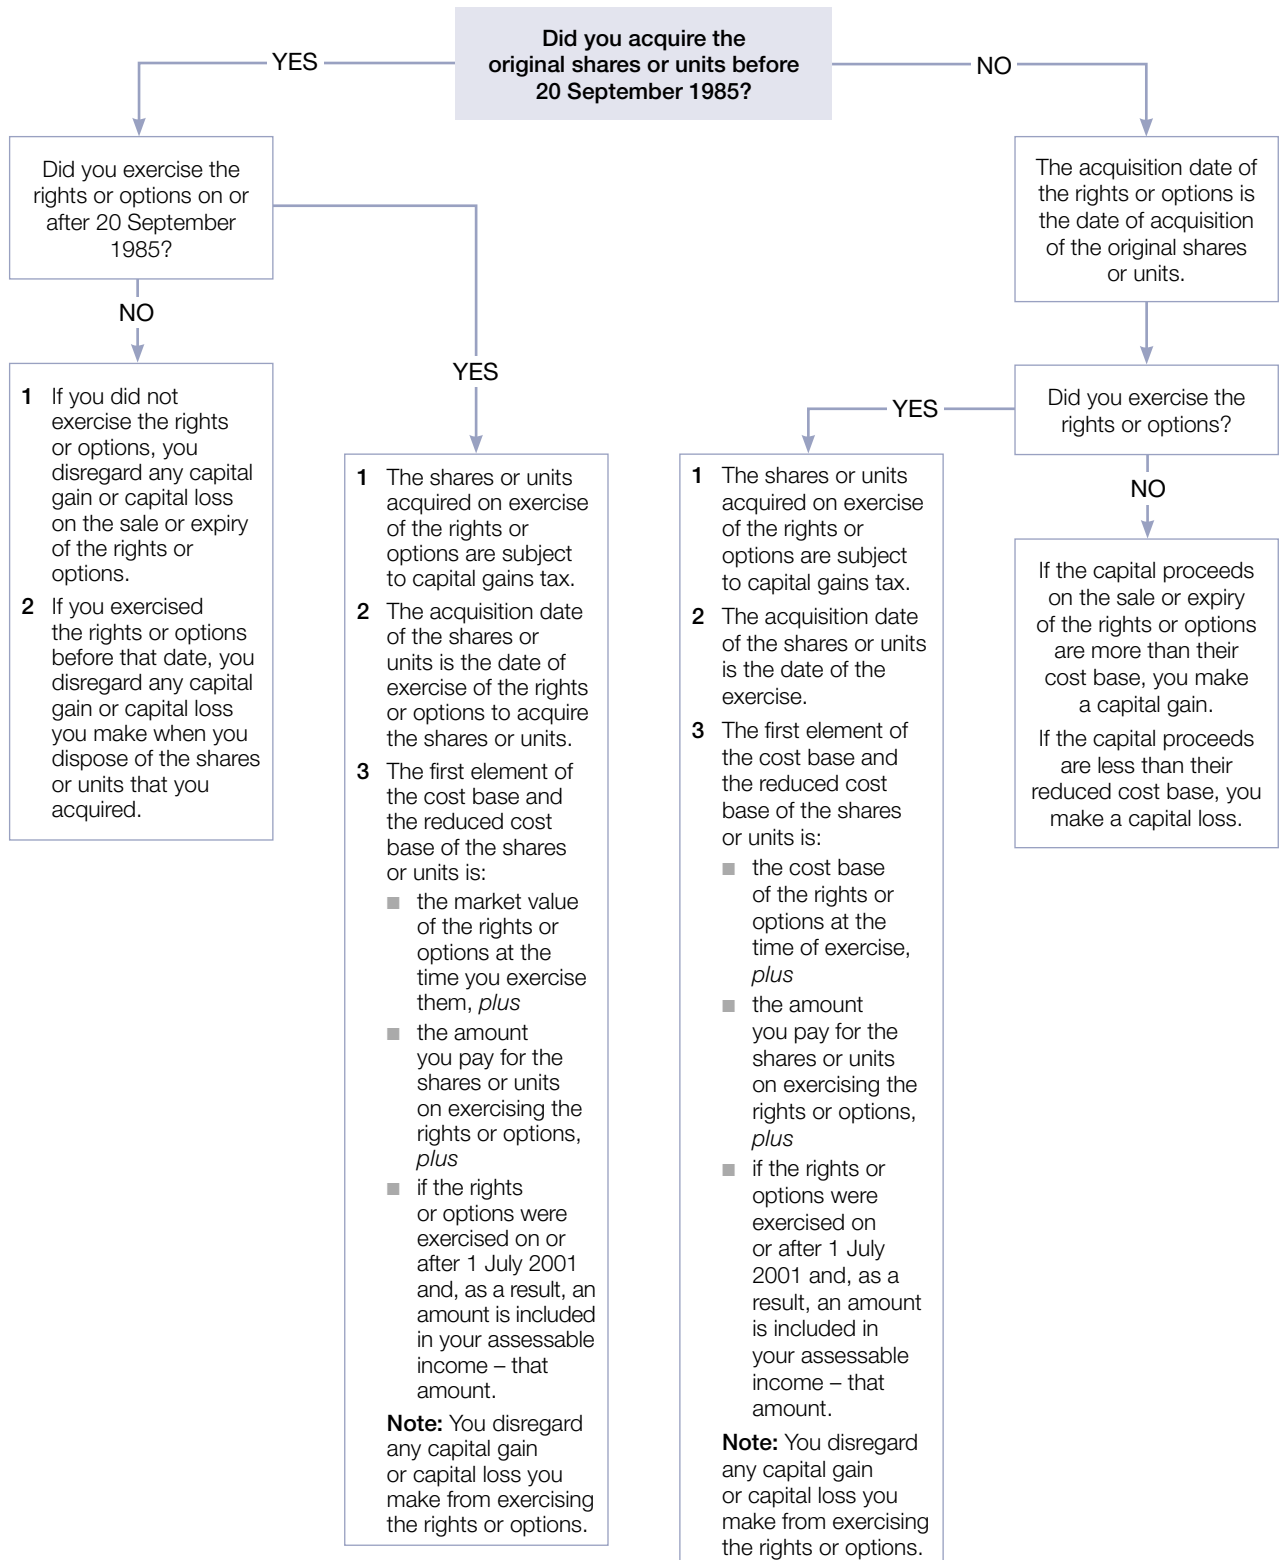 Did you acquire the
original shares or units before
20 September 1985?
YES
NO
Did you exercise the
rights or options on or
after 20 September
1985?
NO
1 If you did not
exercise the rights
or options, you
disregard any capital
gain or capital loss
on the sale or expiry
of the rights or
options.
2 If you exercised
the rights or options
before that date, you
disregard any capital
gain or capital loss
you make when you
dispose of the shares
or units that you
acquired.
YES
1 The shares or units
acquired on exercise
of the rights or
options are subject
to capital gains tax.
2 The acquisition date
of the shares or
units is the date of
exercise of the rights
or options to acquire
the shares or units.
3 The first element of
the cost base and
the reduced cost
base of the shares
or units is:
■ the market value
of the rights or
options at the
time you exercise
them, plus
■ the amount
you pay for the
shares or units
on exercising the
rights or options,
plus
■ if the rights
or options were
exercised on or
after 1 July 2001
and, as a result, an
amount is included
in your assessable
income – that
amount.
Note: You disregard
any capital gain
or capital loss you
make from exercising
the rights or options.
The acquisition date of
the rights or options is
the date of acquisition
of the original shares
or units.
Did you exercise the
rights or options?
YES
1 The shares or units
acquired on exercise
of the rights or
options are subject
to capital gains tax.
2 The acquisition date
of the shares or units
is the date of the
exercise.
3 The first element of
the cost base and
the reduced cost
base of the shares
or units is:
■ the cost base
of the rights or
options at the
time of exercise,
plus
■ the amount
you pay for the
shares or units
on exercising the
rights or options,
plus
■ if the rights or
options were
exercised on
or after 1 July
2001 and, as a
result, an amount
is included in
your assessable
income – that
amount.
Note: You disregard
any capital gain
or capital loss you
make from exercising
the rights or options.
NO
If the capital proceeds
on the sale or expiry
of the rights or options
are more than their
cost base, you make
a capital gain.
If the capital proceeds
are less than their
reduced cost base, you
make a capital loss.